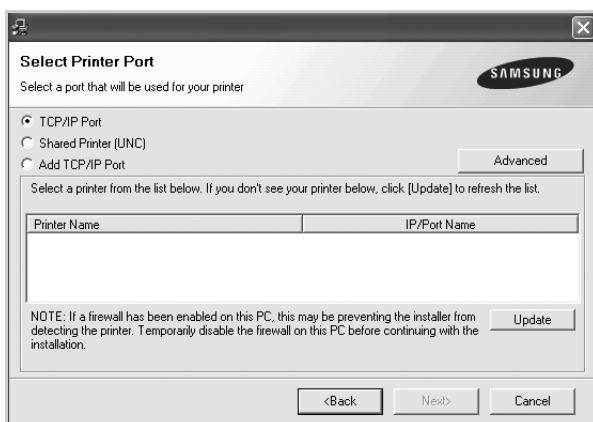 Select Printer Port
Select a port that will be used for your printer
SAMSUNG
TCP/IP Port
Shared Printer (UNC)
Add TCP/IP Port
Advanced
Select a printer from the list below. If you don't see your printer below, click [Update] to refresh the list.
Printer Name IP/Port Name
NOTE: If a firewall has been enabled on this PC, this may be preventing the installer from
detecting the printer. Temporarily disable the firewall on this PC before continuing with the
installation.
Update
<Back Next> Cancel